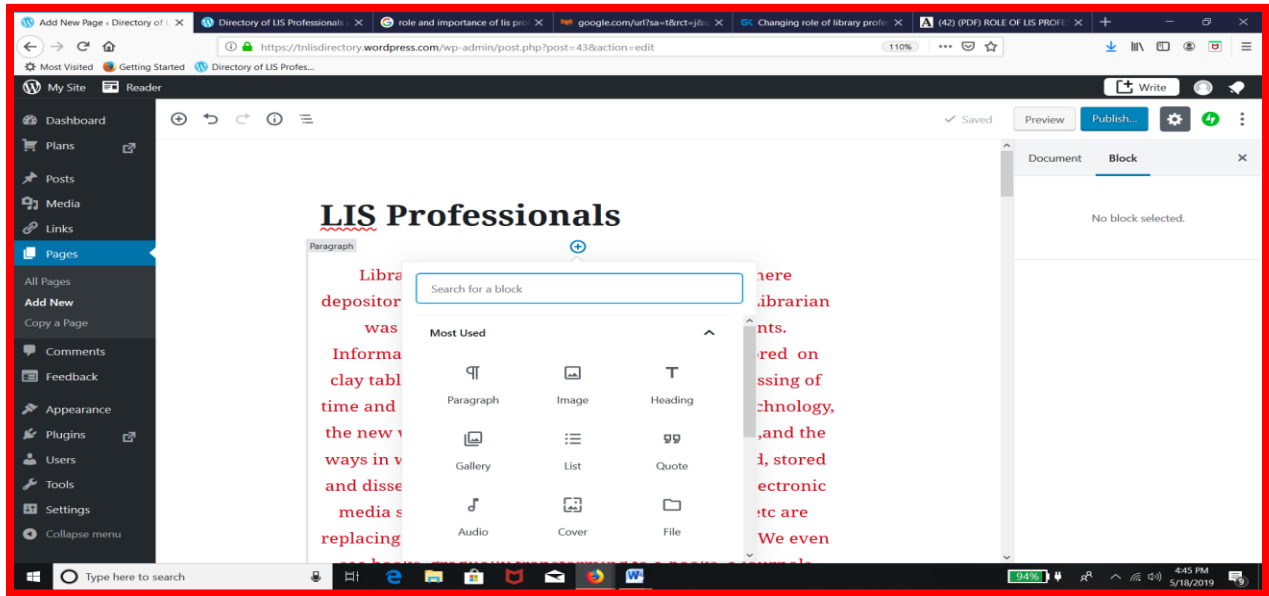 Add New Page ‹ Directory of L
Directory of LIS Professionals ‹
role and importance of lis prof
google.com/url?sa=t&rct=j&
Changing role of library profes
(42) (PDF) ROLE OF LIS PROFE
https://tnlisdirectory.wordpress.com/wp-admin/post.php?post=43&action=edit
110%
Most Visited
Getting Started
Directory of LIS Profes...
My Site
Reader
Write
Dashboard
Plans
Posts
Media
Links
Pages
All Pages
Add New
Copy a Page
Comments
Feedback
Appearance
Plugins
Users
Tools
Settings
Collapse menu
Saved
Preview
Publish...
Document
Block
No block selected.
LIS Professionals
Paragraph
Libra here
depositor Librarian
was nts.
Informa red on
clay tabl ssing of
time and chnology,
the new ,and the
ways in d, stored
and disse ectronic
media s etc are
replacing We even
Search for a block
Most Used
Paragraph
Image
Heading
Gallery
List
Quote
Audio
Cover
File
Type here to search
94%
4:45 PM
5/18/2019
9